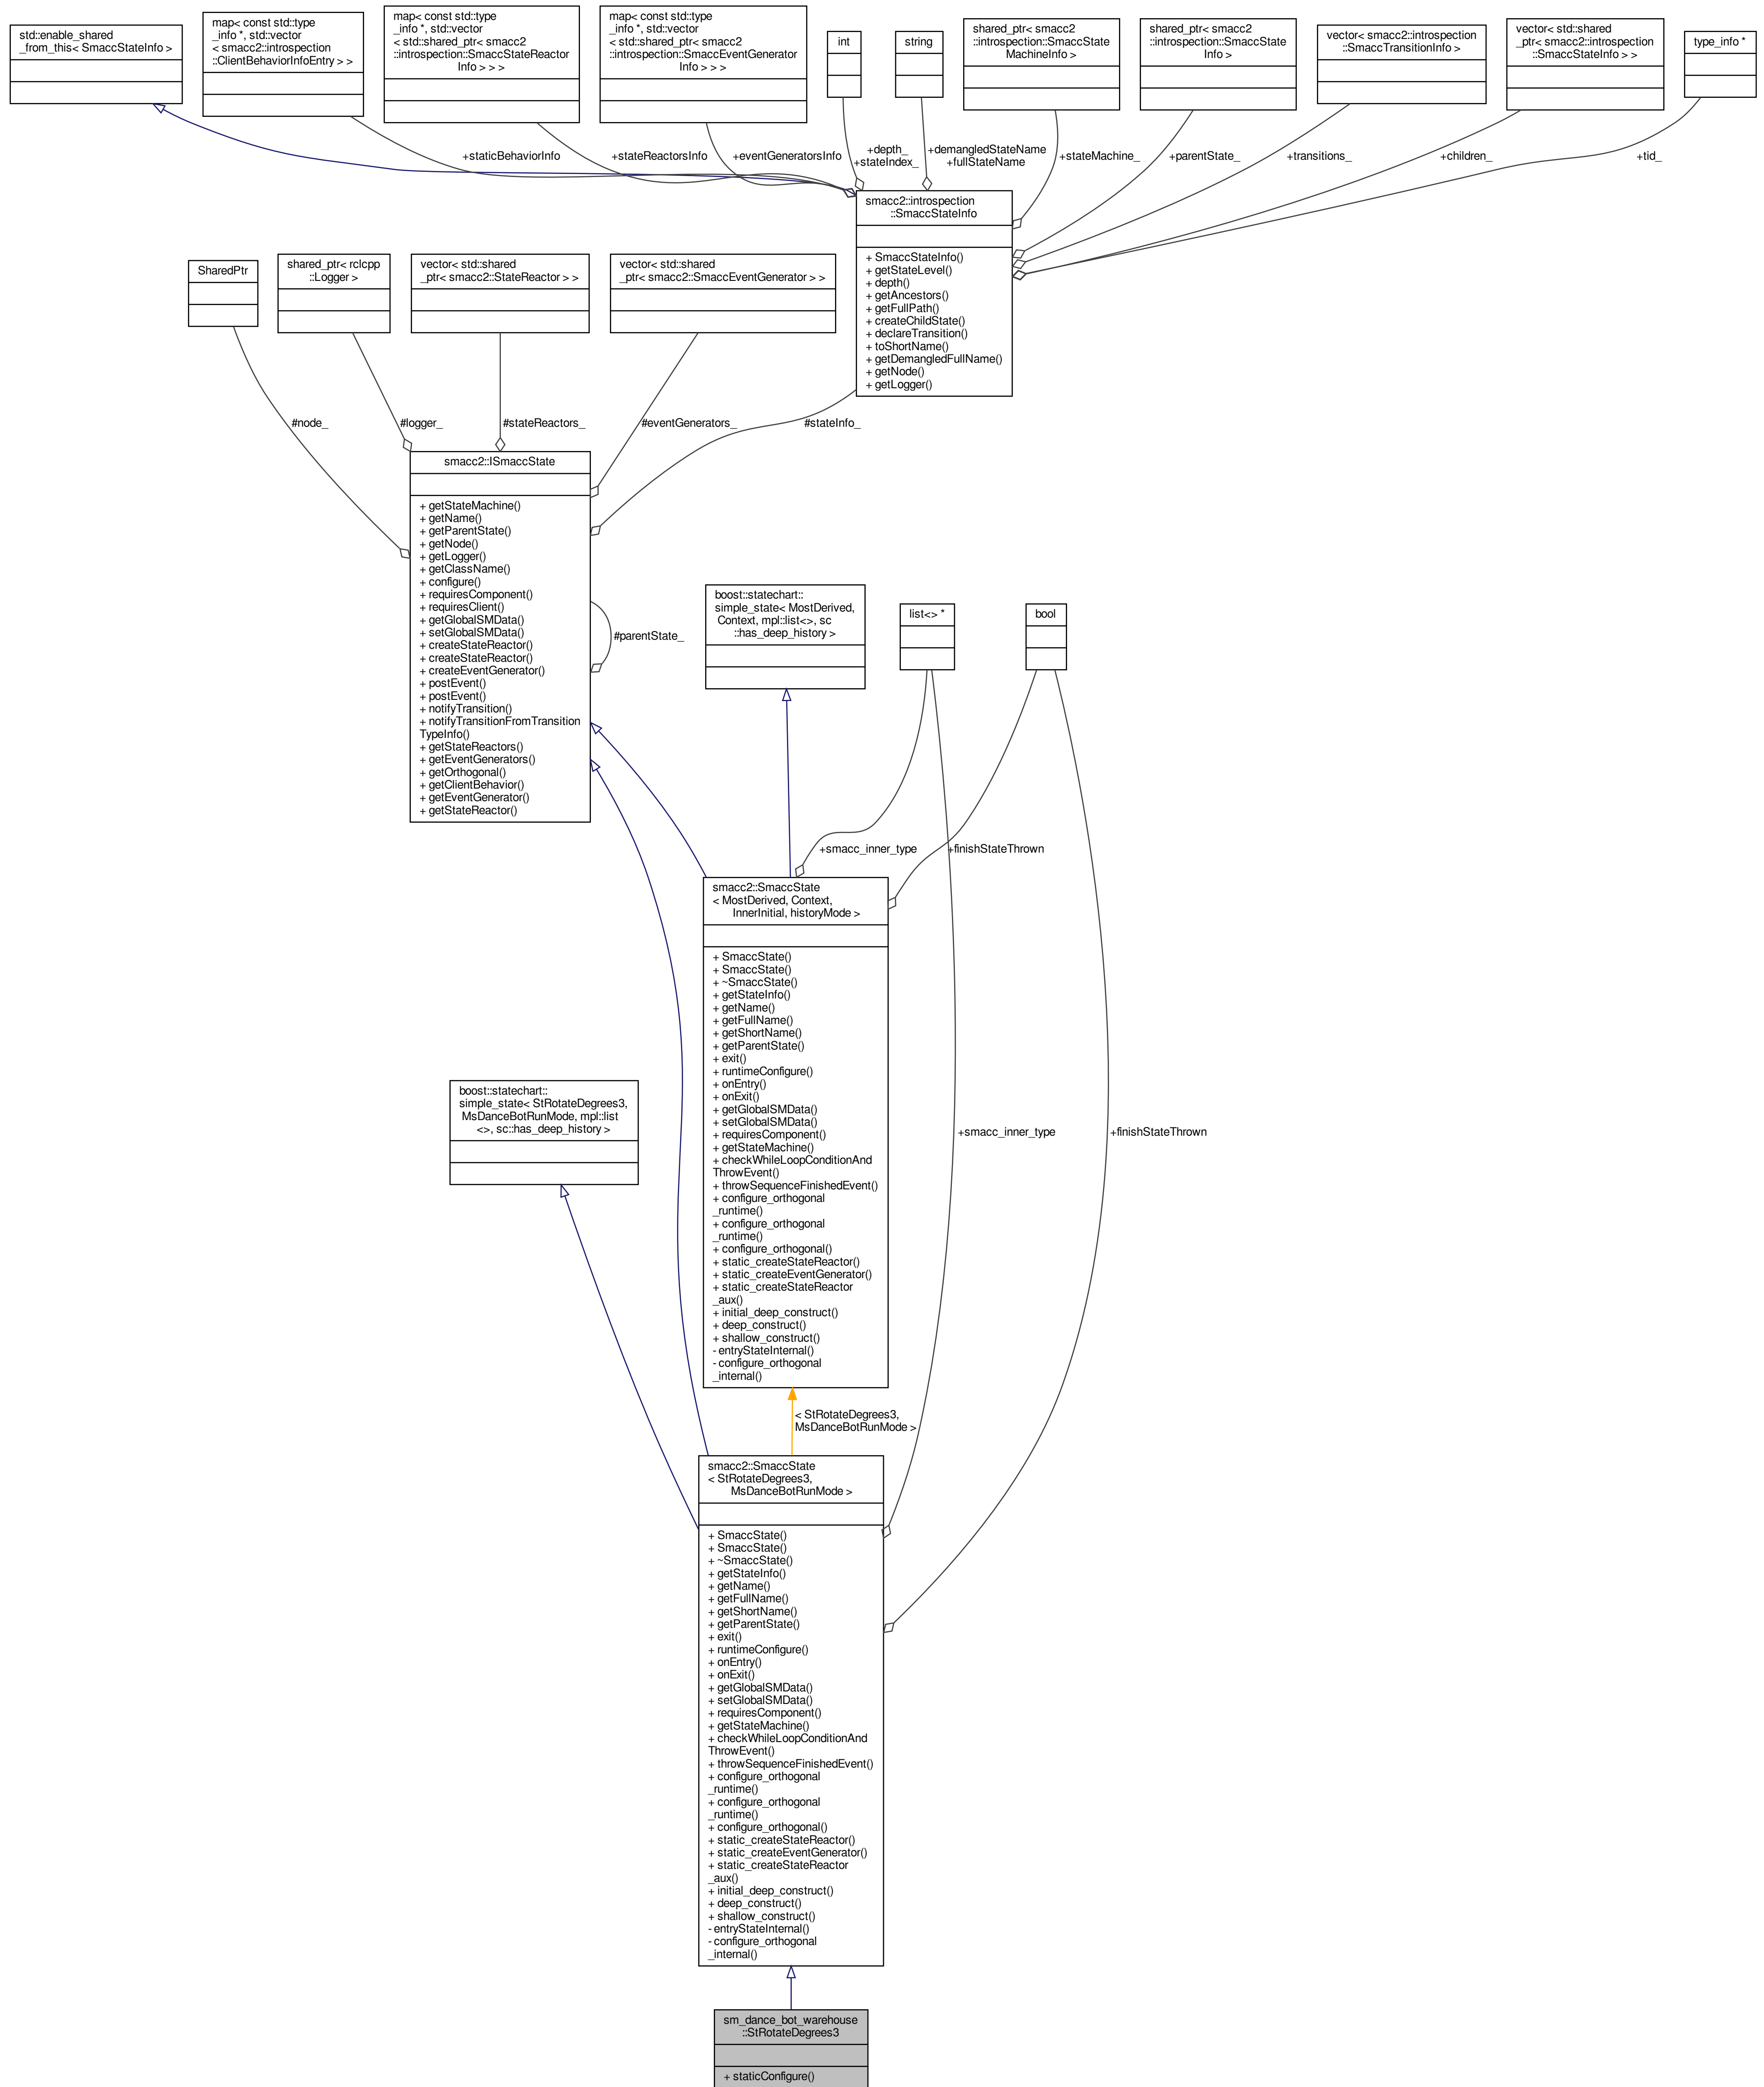 std::enable_shared
_from_this< SmaccStateInfo >
map< const std::type
_info *, std::vector
< smacc2::introspection
::ClientBehaviorInfoEntry > >
map< const std::type
_info *, std::vector
< std::shared_ptr< smacc2
::introspection::SmaccStateReactor
Info > > >
map< const std::type
_info *, std::vector
< std::shared_ptr< smacc2
::introspection::SmaccEventGenerator
Info > > >
int
string
shared_ptr< smacc2
::introspection::SmaccState
MachineInfo >
shared_ptr< smacc2
::introspection::SmaccState
Info >
vector< smacc2::introspection
::SmaccTransitionInfo >
vector< std::shared
_ptr< smacc2::introspection
::SmaccStateInfo > >
type_info *
+staticBehaviorInfo
+stateReactorsInfo
+eventGeneratorsInfo
+depth_
+stateIndex_
+demangledStateName
+fullStateName
+stateMachine_
+parentState_
+transitions_
+children_
+tid_
smacc2::introspection
::SmaccStateInfo
+ SmaccStateInfo()
+ getStateLevel()
+ depth()
+ getAncestors()
+ getFullPath()
+ createChildState()
+ declareTransition()
+ toShortName()
+ getDemangledFullName()
+ getNode()
+ getLogger()
SharedPtr
shared_ptr< rclcpp
::Logger >
vector< std::shared
_ptr< smacc2::StateReactor > >
vector< std::shared
_ptr< smacc2::SmaccEventGenerator > >
#node_
#logger_
#stateReactors_
#eventGenerators_
#stateInfo_
smacc2::ISmaccState
+ getStateMachine()
+ getName()
+ getParentState()
+ getNode()
+ getLogger()
+ getClassName()
+ configure()
+ requiresComponent()
+ requiresClient()
+ getGlobalSMData()
+ setGlobalSMData()
+ createStateReactor()
+ createStateReactor()
+ createEventGenerator()
+ postEvent()
+ postEvent()
+ notifyTransition()
+ notifyTransitionFromTransition
TypeInfo()
+ getStateReactors()
+ getEventGenerators()
+ getOrthogonal()
+ getClientBehavior()
+ getEventGenerator()
+ getStateReactor()
#parentState_
boost::statechart::
simple_state< MostDerived,
Context, mpl::list<>, sc
::has_deep_history >
list<> *
bool
+smacc_inner_type
+finishStateThrown
smacc2::SmaccState
< MostDerived, Context,
InnerInitial, historyMode >
+ SmaccState()
+ SmaccState()
+ ~SmaccState()
+ getStateInfo()
+ getName()
+ getFullName()
+ getShortName()
+ getParentState()
+ exit()
+ runtimeConfigure()
+ onEntry()
+ onExit()
+ getGlobalSMData()
+ setGlobalSMData()
+ requiresComponent()
+ getStateMachine()
+ checkWhileLoopConditionAnd
ThrowEvent()
+ throwSequenceFinishedEvent()
+ configure_orthogonal
_runtime()
+ configure_orthogonal
_runtime()
+ configure_orthogonal()
+ static_createStateReactor()
+ static_createEventGenerator()
+ static_createStateReactor
_aux()
+ initial_deep_construct()
+ deep_construct()
+ shallow_construct()
- entryStateInternal()
- configure_orthogonal
_internal()
boost::statechart::
simple_state< StRotateDegrees3,
MsDanceBotRunMode, mpl::list
<>, sc::has_deep_history >
+smacc_inner_type
+finishStateThrown
< StRotateDegrees3,
MsDanceBotRunMode >
smacc2::SmaccState
< StRotateDegrees3,
MsDanceBotRunMode >
+ SmaccState()
+ SmaccState()
+ ~SmaccState()
+ getStateInfo()
+ getName()
+ getFullName()
+ getShortName()
+ getParentState()
+ exit()
+ runtimeConfigure()
+ onEntry()
+ onExit()
+ getGlobalSMData()
+ setGlobalSMData()
+ requiresComponent()
+ getStateMachine()
+ checkWhileLoopConditionAnd
ThrowEvent()
+ throwSequenceFinishedEvent()
+ configure_orthogonal
_runtime()
+ configure_orthogonal
_runtime()
+ configure_orthogonal()
+ static_createStateReactor()
+ static_createEventGenerator()
+ static_createStateReactor
_aux()
+ initial_deep_construct()
+ deep_construct()
+ shallow_construct()
- entryStateInternal()
- configure_orthogonal
_internal()
sm_dance_bot_warehouse
::StRotateDegrees3
+ staticConfigure()